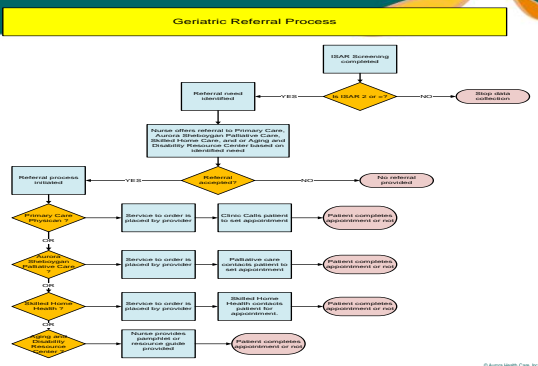 Geriatric Referral Process
ISAR Screening
completed
Is ISAR 2 or >?
YES
NO
Stop data
collection
Referral need
identified
Nurse offers referral to Primary Care,
Aurora Sheboygan Palliative Care,
Skilled Home Care, and or Aging and
Disability Resource Center based on
identified need
Referral
accepted?
YES
NO
No referral
provided
Referral process
initiated
Primary Care
Physican ?
Service to order is
placed by provider
Clinic Calls patient
to set appointment
Patient completes
appointment or not
OR
Aurora
Sheboygan
Palliative Care
?
Service to order is
placed by provider
Palliative care
contacts patient to
set appointment
Patient completes
appointment or not
OR
Skilled Home
Health ?
Service to order is
placed by provider
Skilled Home
Health contacts
patient for
appointment.
Patient completes
appointment or not
OR
Aging and
Disability
Resource
Center ?
Nurse provides
pamphlet or
resource guide
provided
Patient completes
appointment or not
© Aurora Health Care, Inc.